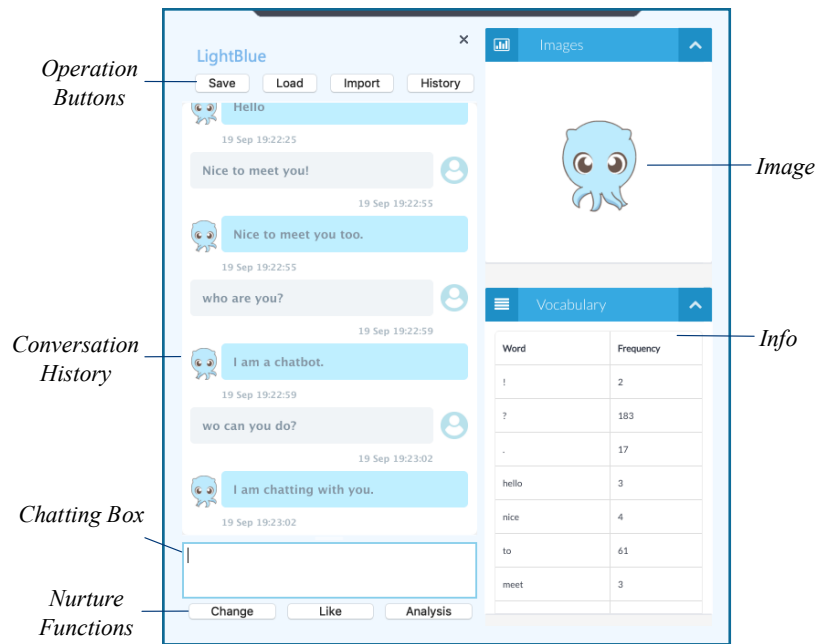 LightBlue
×
Save Load Import History
Hello
19 Sep 19:22:25
Nice to meet you!
19 Sep 19:22:55
Nice to meet you too.
19 Sep 19:22:55
who are you?
19 Sep 19:22:59
I am a chatbot.
19 Sep 19:22:59
wo can you do?
19 Sep 19:23:02
I am chatting with you.
19 Sep 19:23:02
Change Like Analysis
Images
Vocabulary
Word Frequency
! 2
? 183
. 17
hello 3
nice 4
to 61
meet 3
Operation
Buttons
Conversation
History
Chatting Box
Nurture
Functions
Image
Info